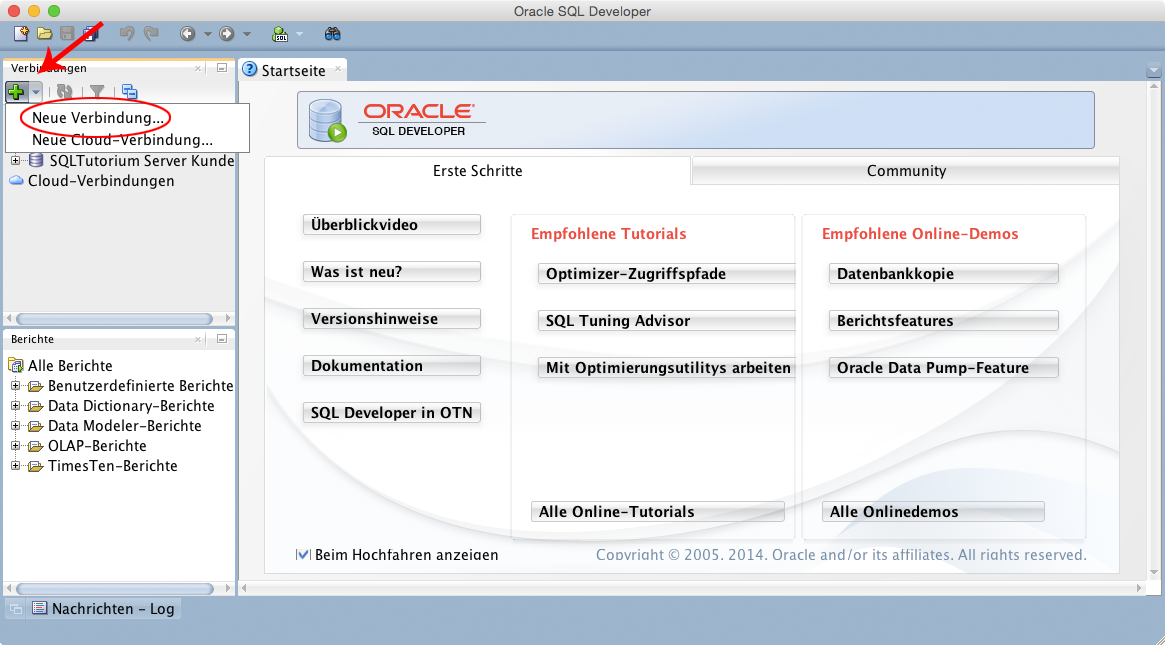 Oracle SQL Developer
SQL
Verbindungen
Startseite
Neue Verbindung...
Neue Cloud-Verbindung...
SQLTutorium Server Kunde
Cloud-Verbindungen
ORACLE
SQL DEVELOPER
Erste Schritte
Community
Überblickvideo
Was ist neu?
Versionshinweise
Dokumentation
SQL Developer in OTN
Empfohlene Tutorials
Optimizer-Zugriffspfade
SQL Tuning Advisor
Mit Optimierungsutilitys arbeiten
Alle Online-Tutorials
Empfohlene Online-Demos
Datenbankkopie
Berichtsfeatures
Oracle Data Pump-Feature
Alle Onlinedemos
Beim Hochfahren anzeigen
Copyright © 2005, 2014, Oracle and/or its affiliates. All rights reserved.
Berichte
Alle Berichte
Benutzerdefinierte Berichte
Data Dictionary-Berichte
Data Modeler-Berichte
OLAP-Berichte
TimesTen-Berichte
Nachrichten - Log